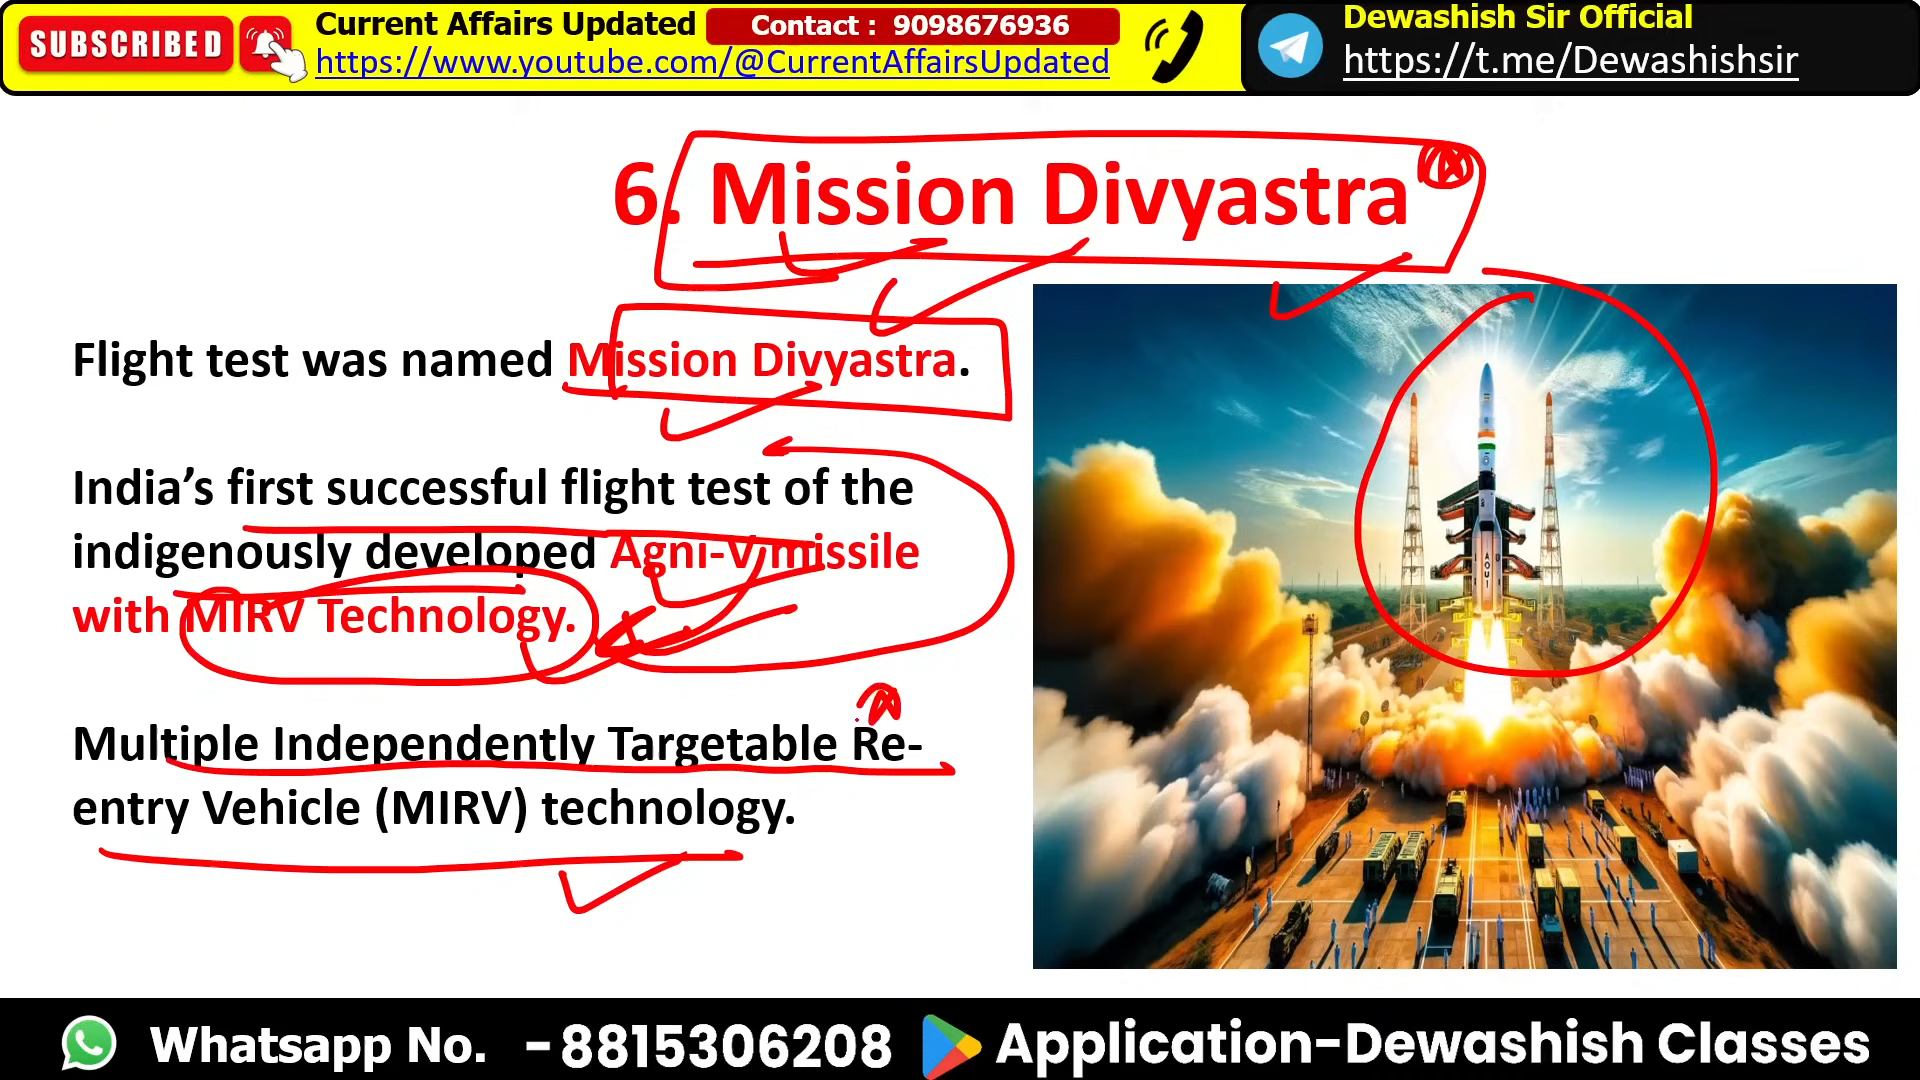 SUBSCRIBED
Current Affairs Updated
Contact : 9098676936
https://www.youtube.com/@CurrentAffairsUpdated
Dewashish Sir Official
https://t.me/Dewashishsir
6. Mission Divyastra
Flight test was named Mission Divyastra.
India’s first successful flight test of the
indigenously developed Agni-V missile
with MIRV Technology.
Multiple Independently Targetable Re-
entry Vehicle (MIRV) technology.
Whatsapp No. - 8815306208
Application-Dewashish Classes